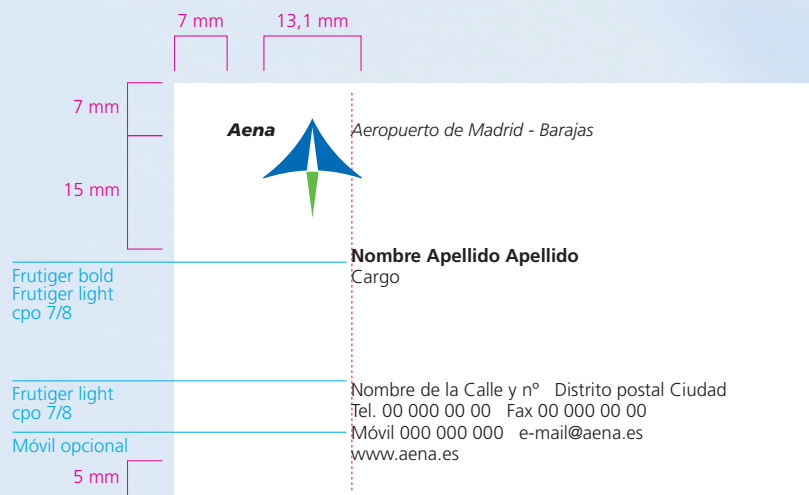 7 mm 13,1 mm
7 mm
Aena Aeropuerto de Madrid - Barajas
15 mm
Nombre Apellido Apellido
Cargo
Frutiger bold
Frutiger light
cpo 7/8
Nombre de la Calle y nº Distrito postal Ciudad
Tel. 00 000 00 00 Fax 00 000 00 00
Móvil 000 000 000 e-mail@aena.es
www.aena.es
Frutiger light
cpo 7/8
Móvil opcional
5 mm